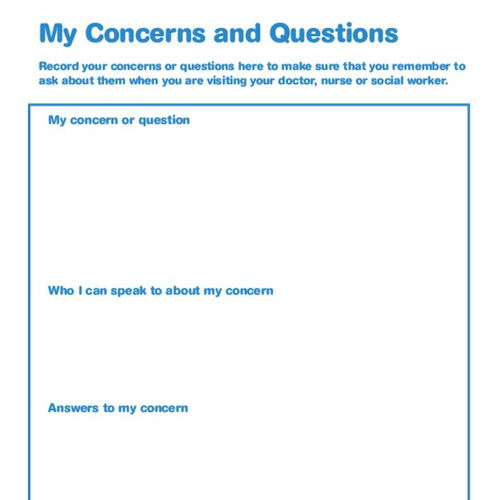 My Concerns and Questions
Record your concerns or questions here to make sure that you remember to
ask about them when you are visiting your doctor, nurse or social worker.
My concern or question
Who I can speak to about my concern
Answers to my concern